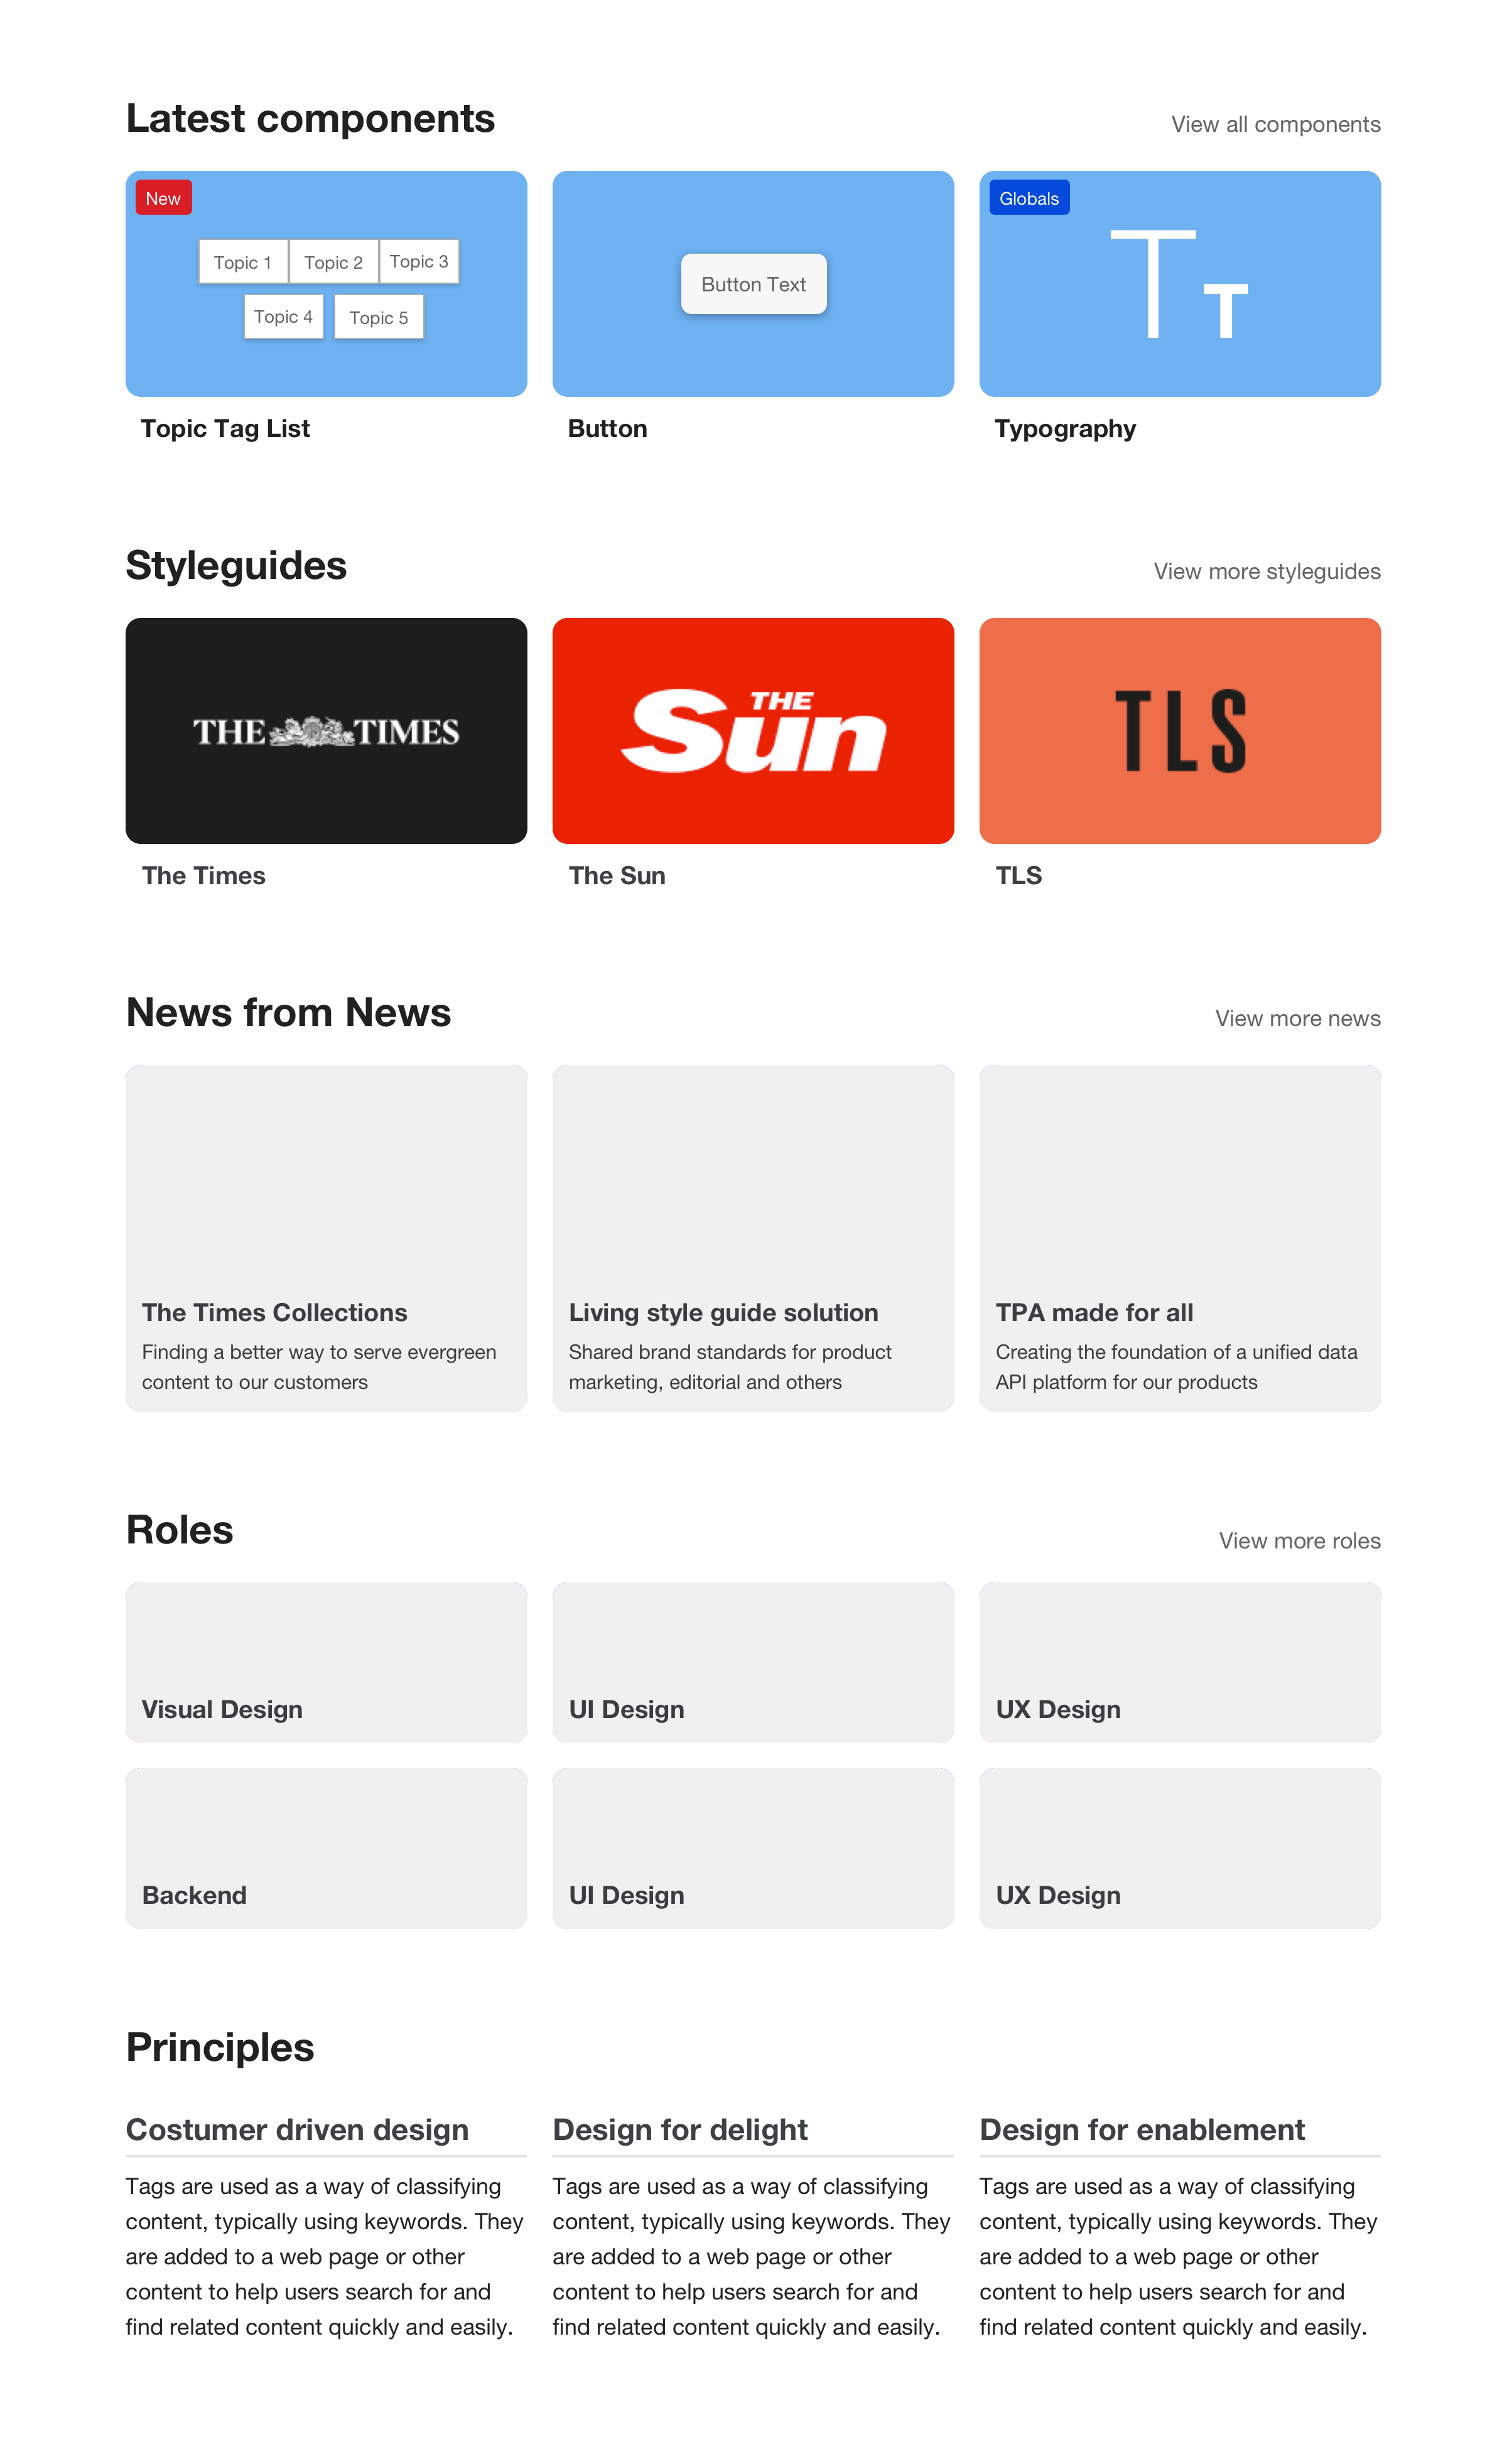 Latest components
View all components
New
Topic 1
Topic 2
Topic 3
Topic 4
Topic 5
Button Text
Globals
TT
Topic Tag List
Button
Typography
Styleguides
View more styleguides
THE TIMES
THE Sun
TLS
The Times
The Sun
TLS
News from News
View more news
The Times Collections
Finding a better way to serve evergreen
content to our customers
Living style guide solution
Shared brand standards for product
marketing, editorial and others
TPA made for all
Creating the foundation of a unified data
API platform for our products
Roles
View more roles
Visual Design
UI Design
UX Design
Backend
UI Design
UX Design
Principles
Costumer driven design
Tags are used as a way of classifying
content, typically using keywords. They
are added to a web page or other
content to help users search for and
find related content quickly and easily.
Design for delight
Tags are used as a way of classifying
content, typically using keywords. They
are added to a web page or other
content to help users search for and
find related content quickly and easily.
Design for enablement
Tags are used as a way of classifying
content, typically using keywords. They
are added to a web page or other
content to help users search for and
find related content quickly and easily.